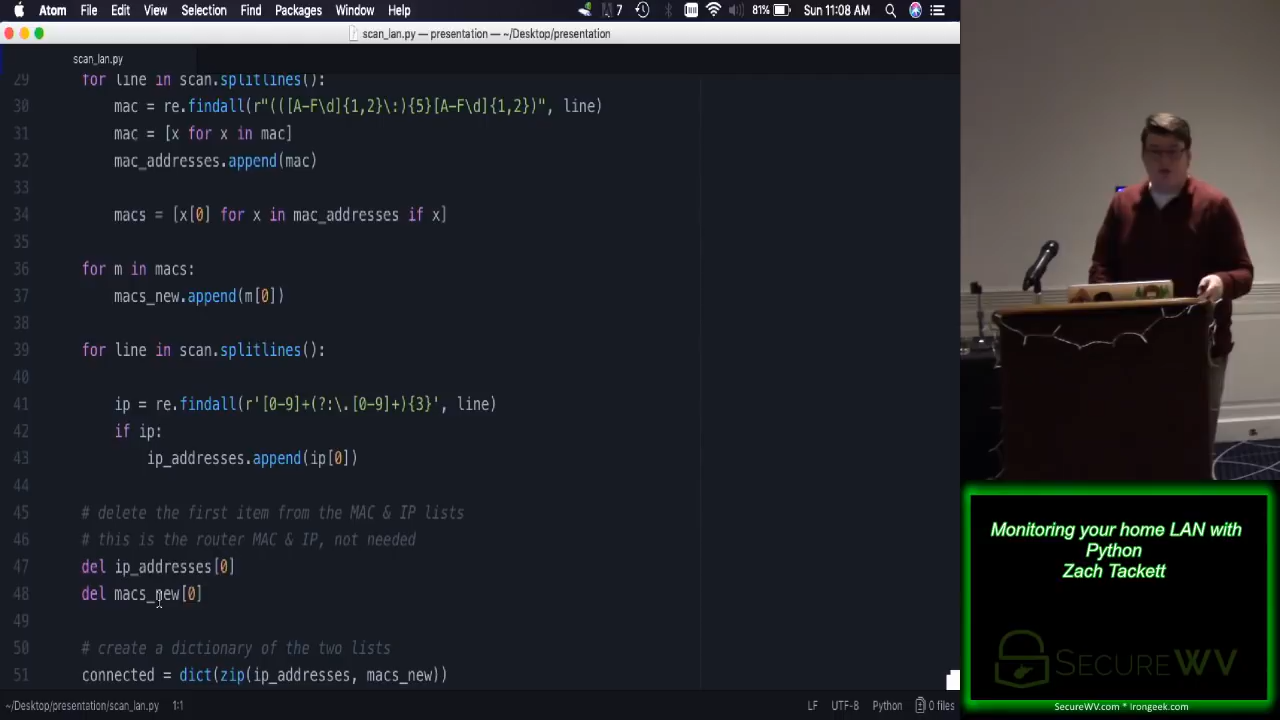 Atom File Edit View Selection Find Packages Window Help 7 81% Sun 11:08 AM
scan_lan.py — presentation — ~/Desktop/presentation
scan_lan.py
29 for line in scan.splitlines():
30 mac = re.findall(r"(([A-F\d]{1,2}\:){5}[A-F\d]{1,2})", line)
31 mac = [x for x in mac]
32 mac_addresses.append(mac)
33
34 macs = [x[0] for x in mac_addresses if x]
35
36 for m in macs:
37 macs_new.append(m[0])
38
39 for line in scan.splitlines():
40
41 ip = re.findall(r'[0-9]+(?:\.[0-9]+){3}', line)
42 if ip:
43 ip_addresses.append(ip[0])
44
45 # delete the first item from the MAC & IP lists
46 # this is the router MAC & IP, not needed
47 del ip_addresses[0]
48 del macs_new[0]
49
50 # create a dictionary of the two lists
51 connected = dict(zip(ip_addresses, macs_new))
~/Desktop/presentation/scan_lan.py 1:1 LF UTF-8 Python 0 files
Monitoring your home LAN with
Python
Zach Tackett
SECUREWV
SecureWV.com * Irongeek.com